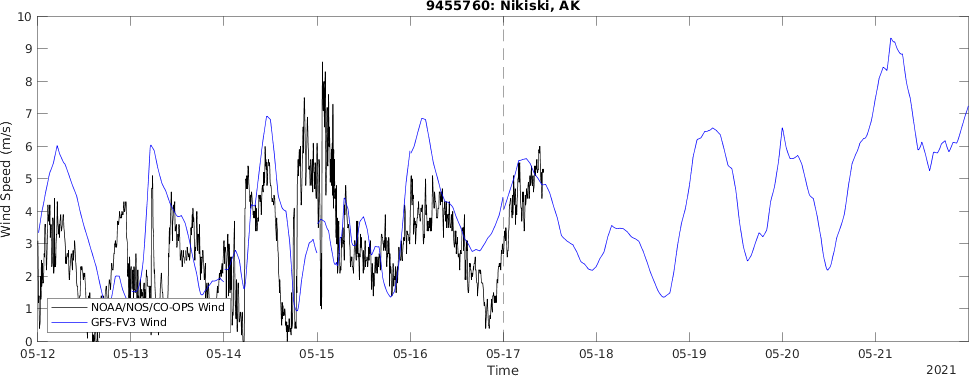 9455760: Nikiski, AK
10
9
8
7
6
5
4
3
2
1
0
Wind Speed (m/s)
NOAA/NOS/CO-OPS Wind
GFS-FV3 Wind
05-12 05-13 05-14 05-15 05-16 05-17 05-18 05-19 05-20 05-21
Time
2021